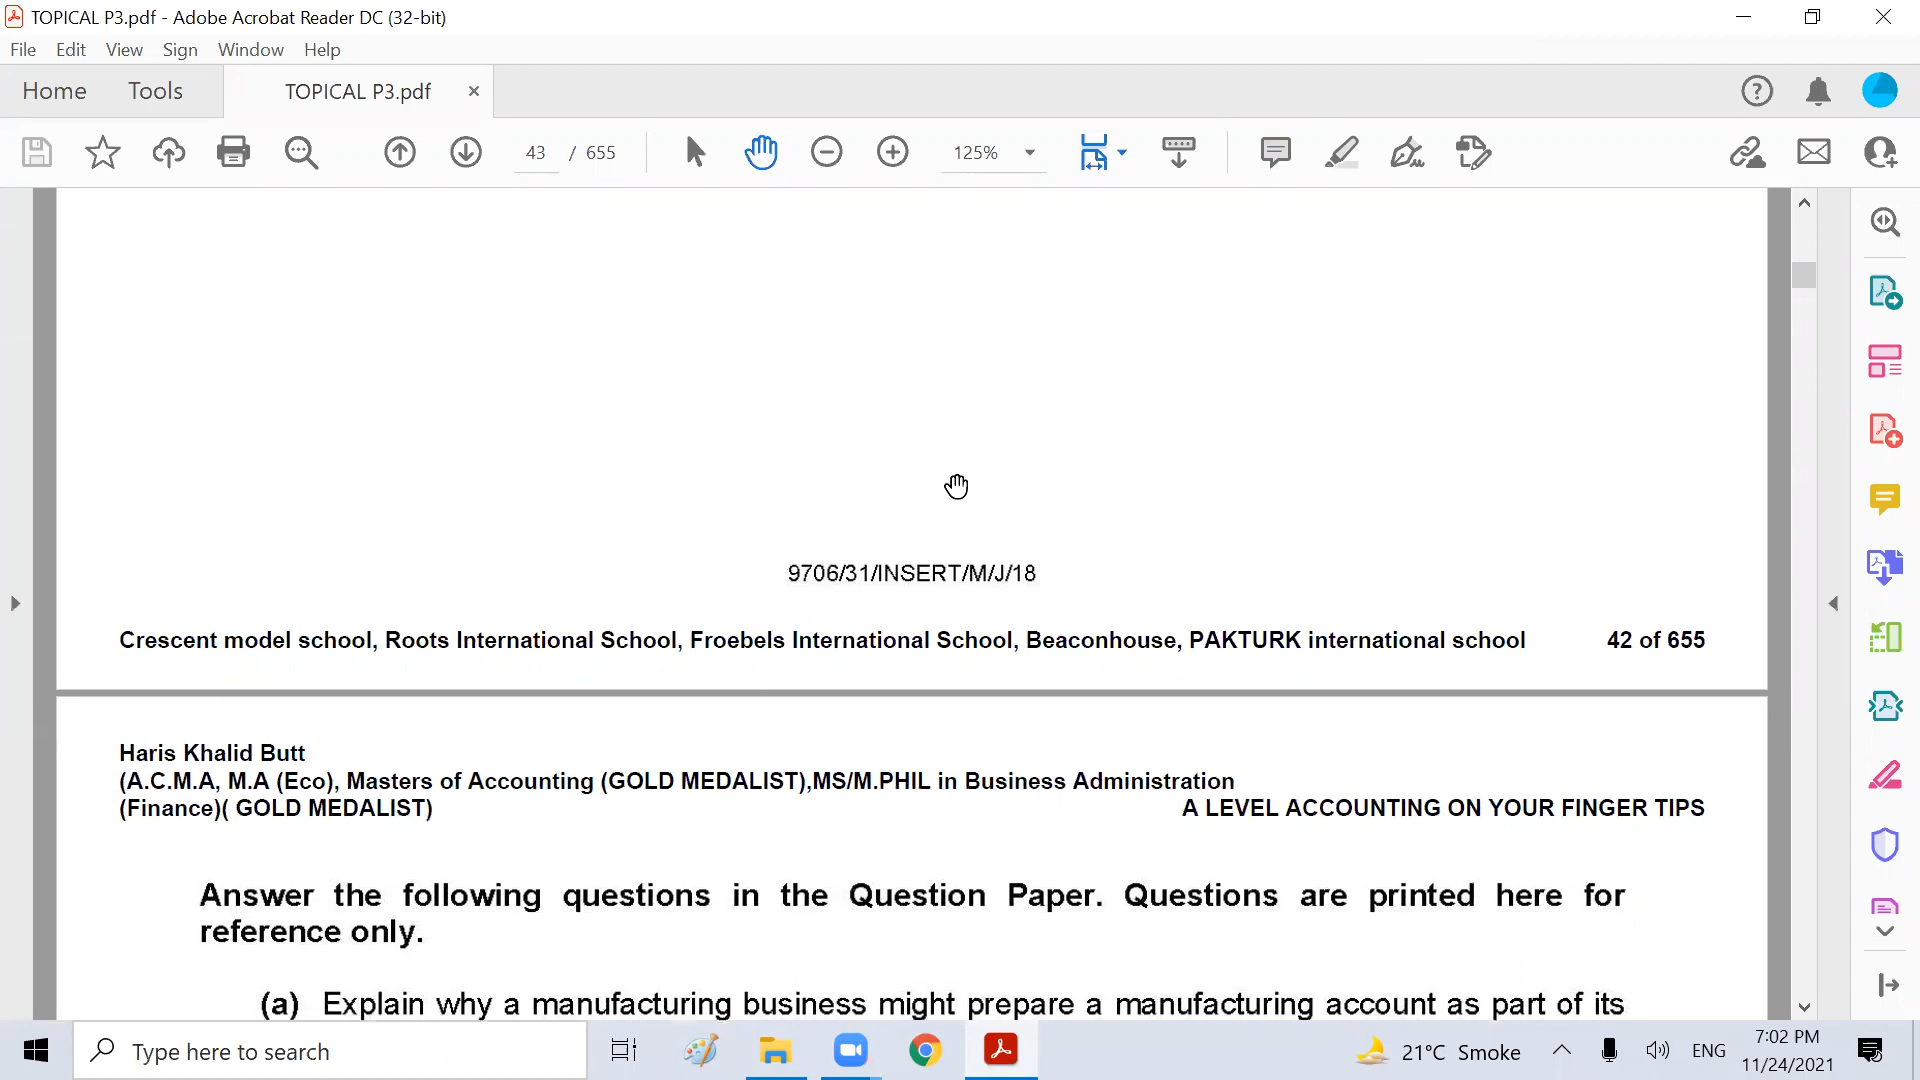 TOPICAL P3.pdf - Adobe Acrobat Reader DC (32-bit)
File Edit View Sign Window Help
Home Tools TOPICAL P3.pdf
43 / 655 125%
9706/31/INSERT/M/J/18
Crescent model school, Roots International School, Froebels International School, Beaconhouse, PAKTURK international school 42 of 655
Haris Khalid Butt
(A.C.M.A, M.A (Eco), Masters of Accounting (GOLD MEDALIST),MS/M.PHIL in Business Administration
(Finance)( GOLD MEDALIST) A LEVEL ACCOUNTING ON YOUR FINGER TIPS
Answer the following questions in the Question Paper. Questions are printed here for
reference only.
(a) Explain why a manufacturing business might prepare a manufacturing account as part of its
Type here to search
21°C Smoke
ENG
7:02 PM
11/24/2021